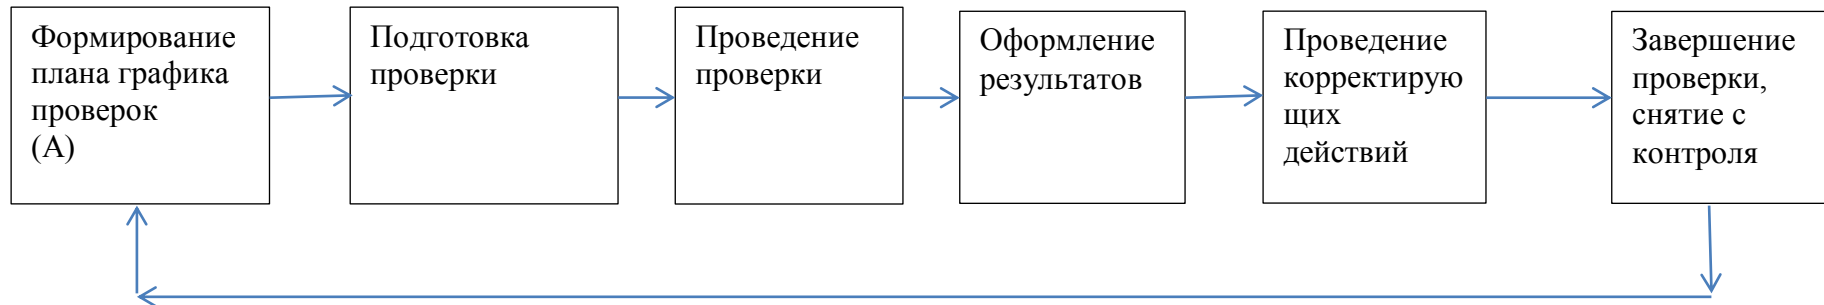 Формирование
плана графика
проверок
(А)
Подготовка
проверки
Проведение
проверки
Оформление
результатов
Проведение
корректирую
щих
действий
Завершение
проверки,
снятие с
контроля